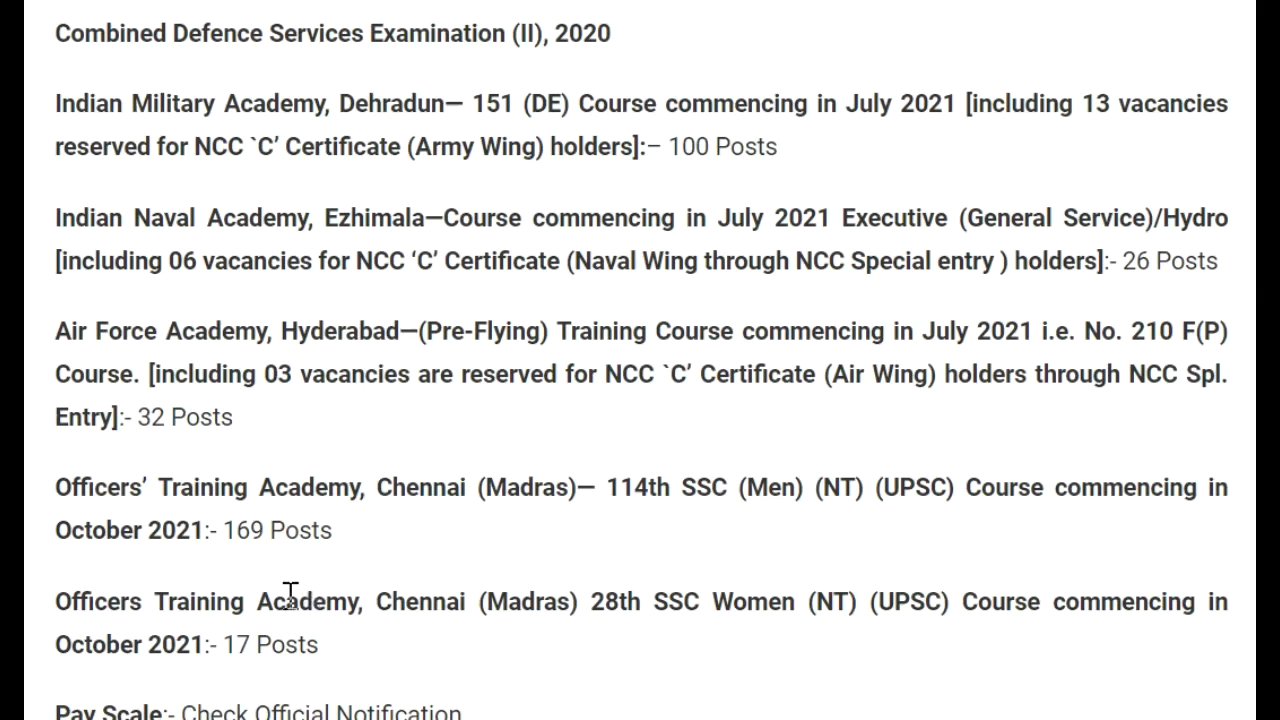 Combined Defence Services Examination (II), 2020
Indian Military Academy, Dehradun— 151 (DE) Course commencing in July 2021 [including 13 vacancies
reserved for NCC `C’ Certificate (Army Wing) holders]:– 100 Posts
Indian Naval Academy, Ezhimala—Course commencing in July 2021 Executive (General Service)/Hydro
[including 06 vacancies for NCC ‘C’ Certificate (Naval Wing through NCC Special entry ) holders]:- 26 Posts
Air Force Academy, Hyderabad—(Pre-Flying) Training Course commencing in July 2021 i.e. No. 210 F(P)
Course. [including 03 vacancies are reserved for NCC `C’ Certificate (Air Wing) holders through NCC Spl.
Entry]:- 32 Posts
Officers’ Training Academy, Chennai (Madras)— 114th SSC (Men) (NT) (UPSC) Course commencing in
October 2021:- 169 Posts
Officers Training Academy, Chennai (Madras) 28th SSC Women (NT) (UPSC) Course commencing in
October 2021:- 17 Posts
Pay Scale:- Check Official Notification